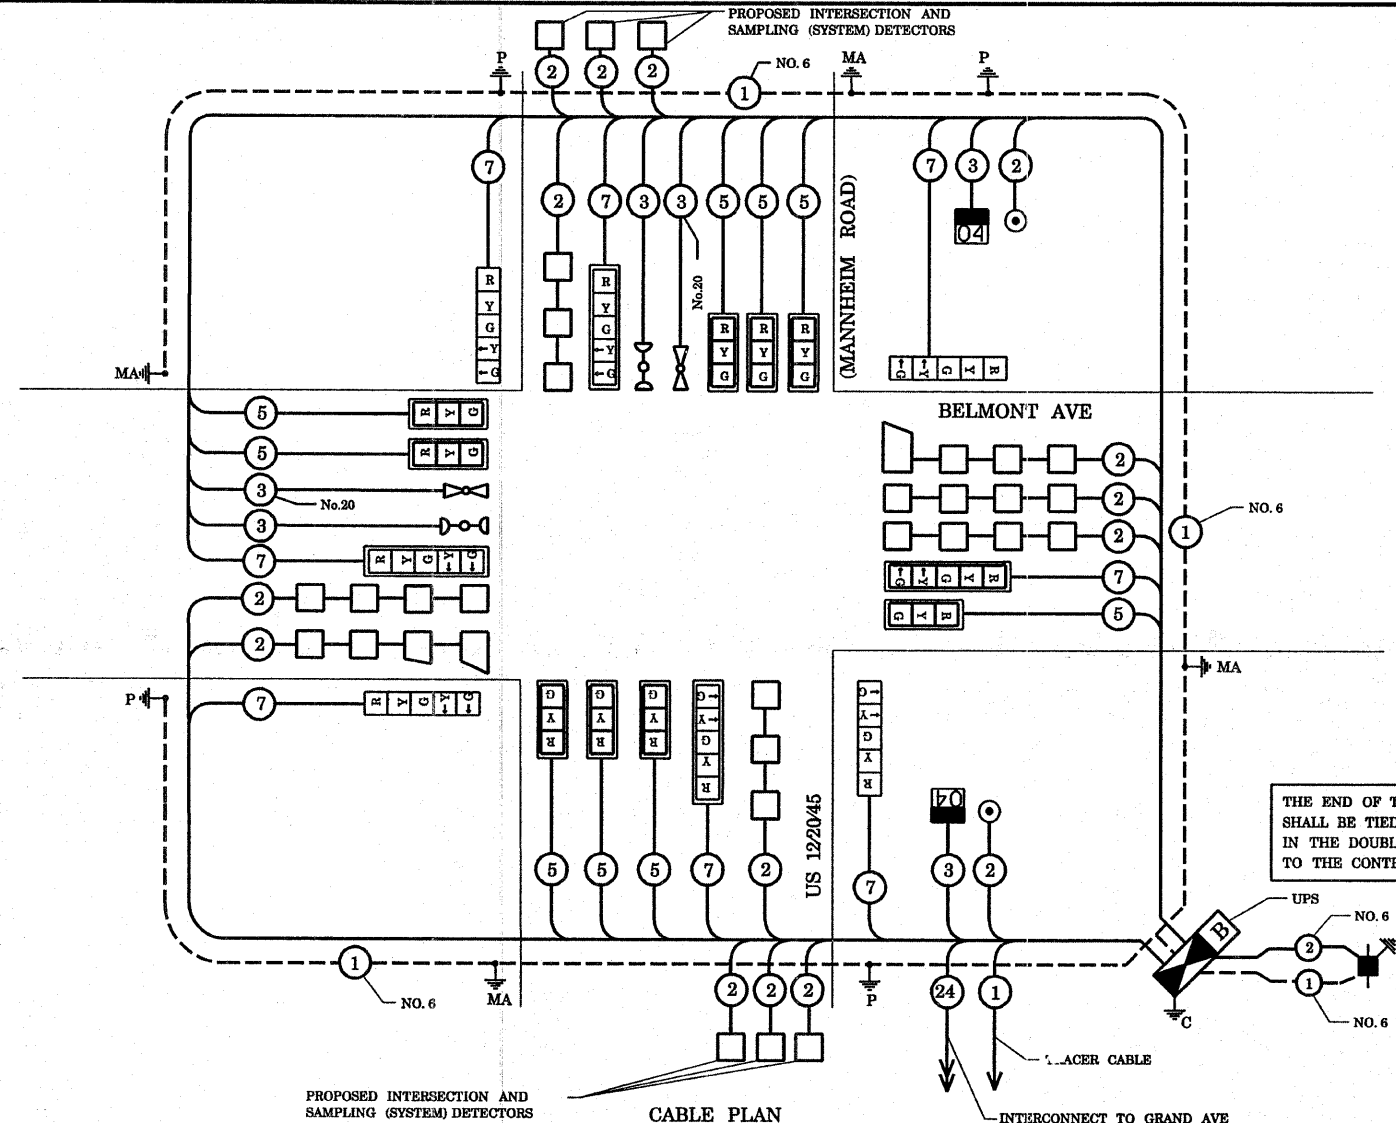 PROPOSED INTERSECTION AND
SAMPLING (SYSTEM) DETECTORS
P
2
2
2
1
NO. 6
MA
P
7
2
7
3
3
5
5
5
No.20
7
3
2
04
(MANNHEIM ROAD)
R Y G ←Y ←G
R Y G ←Y ←G
R Y G
R Y G
R Y G
←G ←Y G Y R
MA
BELMONT AVE
5
R Y G
5
R Y G
3
No.20
3
7
R Y G ←Y ←G
2
2
2
2
2
1
NO. 6
←G ←Y G Y R
7
G Y R
5
MA
P
7
R Y G ←Y ←G
G Y R
G Y R
G Y R
←G ←Y G Y R
←G ←Y G Y R
5
5
5
7
2
US 12/20/45
7
04
3
2
THE END OF
SHALL BE TIED
IN THE
TO THE
UPS
B
NO. 6
2
1
NO. 6
C
1
NO. 6
MA
2
2
2
P
24
1
ACER CABLE
PROPOSED INTERSECTION AND
SAMPLING (SYSTEM) DETECTORS
CABLE PLAN
INTERCONNECT TO GRAND AVE